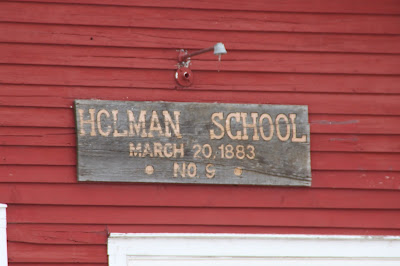 HOLMAN SCHOOL
MARCH 20, 1883
• NO. 9 •